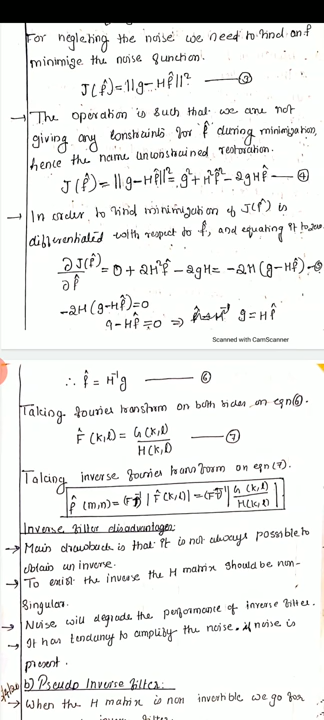 For neglating the noise we need to find out
minimize the noise function.
J(f̂) = ||g-Hf̂||² —③
→ The operation is such that we are not
giving any constraints for f̂ during minimization,
hence the name unconstrained restoration.
J(f̂) = ||g-Hf̂||² = g²+H²f̂²-2gHf̂ —④
→ In order to find minimization of J(f̂) is
differentiated with respect to f̂, and equating it to zero.
∂J(f̂)/∂f̂ = 0+2H²f̂-2gH = -2H(g-Hf̂) —⑤
-2H(g-Hf̂)=0
g-Hf̂=0 ⇒ g=Hf̂
Scanned with CamScanner
∴ f̂ = H⁻¹g —⑥
Taking fourier transform on both sides on eqn(6).
F̂(k,l) = G(k,l)/H(k,l) —⑦
Taking inverse fourier transform on eqn(7).
f̂(m,n) = (F⁻¹)|F̂(k,l)| = (F⁻¹)|G(k,l)/H(k,l)|
Inverse filter disadvantages:
→ Main drawback is that it is not always possible to
obtain an inverse.
→ To exist the inverse the H matrix should be non-
singular.
→ Noise will degrade the performance of inverse filter.
→ It has tendency to amplify the noise. if noise is
present.
b) Pseudo Inverse filter:
→ When the H matrix is non invertible we go for
inverse filter